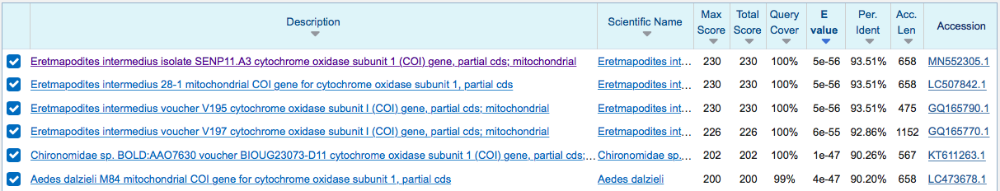 Description Scientific Name Max Score Total Score Query Cover E value Per. Ident Acc. Len Accession
Eretmapodites intermedius isolate SENP11.A3 cytochrome oxidase subunit 1 (COI) gene, partial cds; mitochondrial Eretmapodites int... 230 230 100% 5e-56 93.51% 658 MN552305.1
Eretmapodites intermedius 28-1 mitochondrial COI gene for cytochrome oxidase subunit 1, partial cds Eretmapodites int... 230 230 100% 5e-56 93.51% 658 LC507842.1
Eretmapodites intermedius voucher V195 cytochrome oxidase subunit I (COI) gene, partial cds; mitochondrial Eretmapodites int... 230 230 100% 5e-56 93.51% 475 GQ165790.1
Eretmapodites intermedius voucher V197 cytochrome oxidase subunit I (COI) gene, partial cds; mitochondrial Eretmapodites int... 226 226 100% 6e-55 92.86% 1152 GQ165770.1
Chironomidae sp. BOLD:AAO7630 voucher BIOUG23073-D11 cytochrome oxidase subunit 1 (COI) gene, partial cds;... Chironomidae sp.... 202 202 100% 1e-47 90.26% 567 KT611263.1
Aedes dalzieli M84 mitochondrial COI gene for cytochrome oxidase subunit 1, partial cds Aedes dalzieli 200 200 99% 4e-47 90.20% 658 LC473678.1